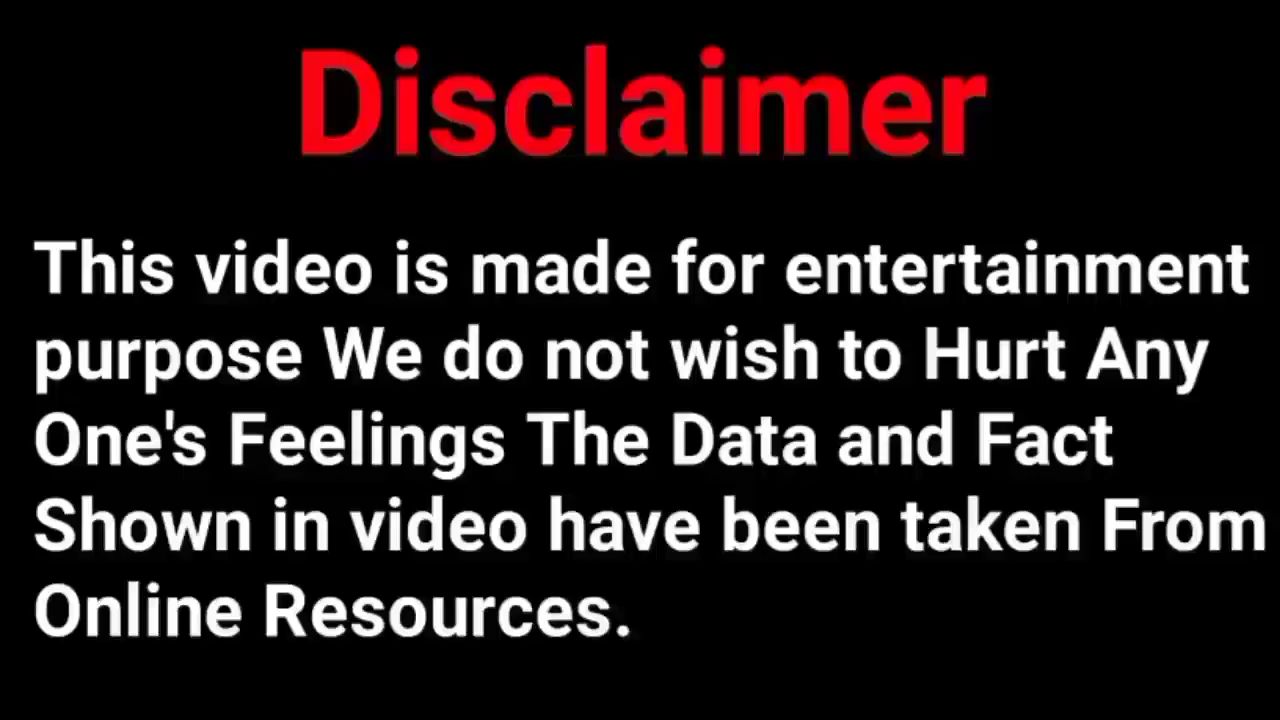 Disclaimer
This video is made for entertainment
purpose We do not wish to Hurt Any
One's Feelings The Data and Fact
Shown in video have been taken From
Online Resources.